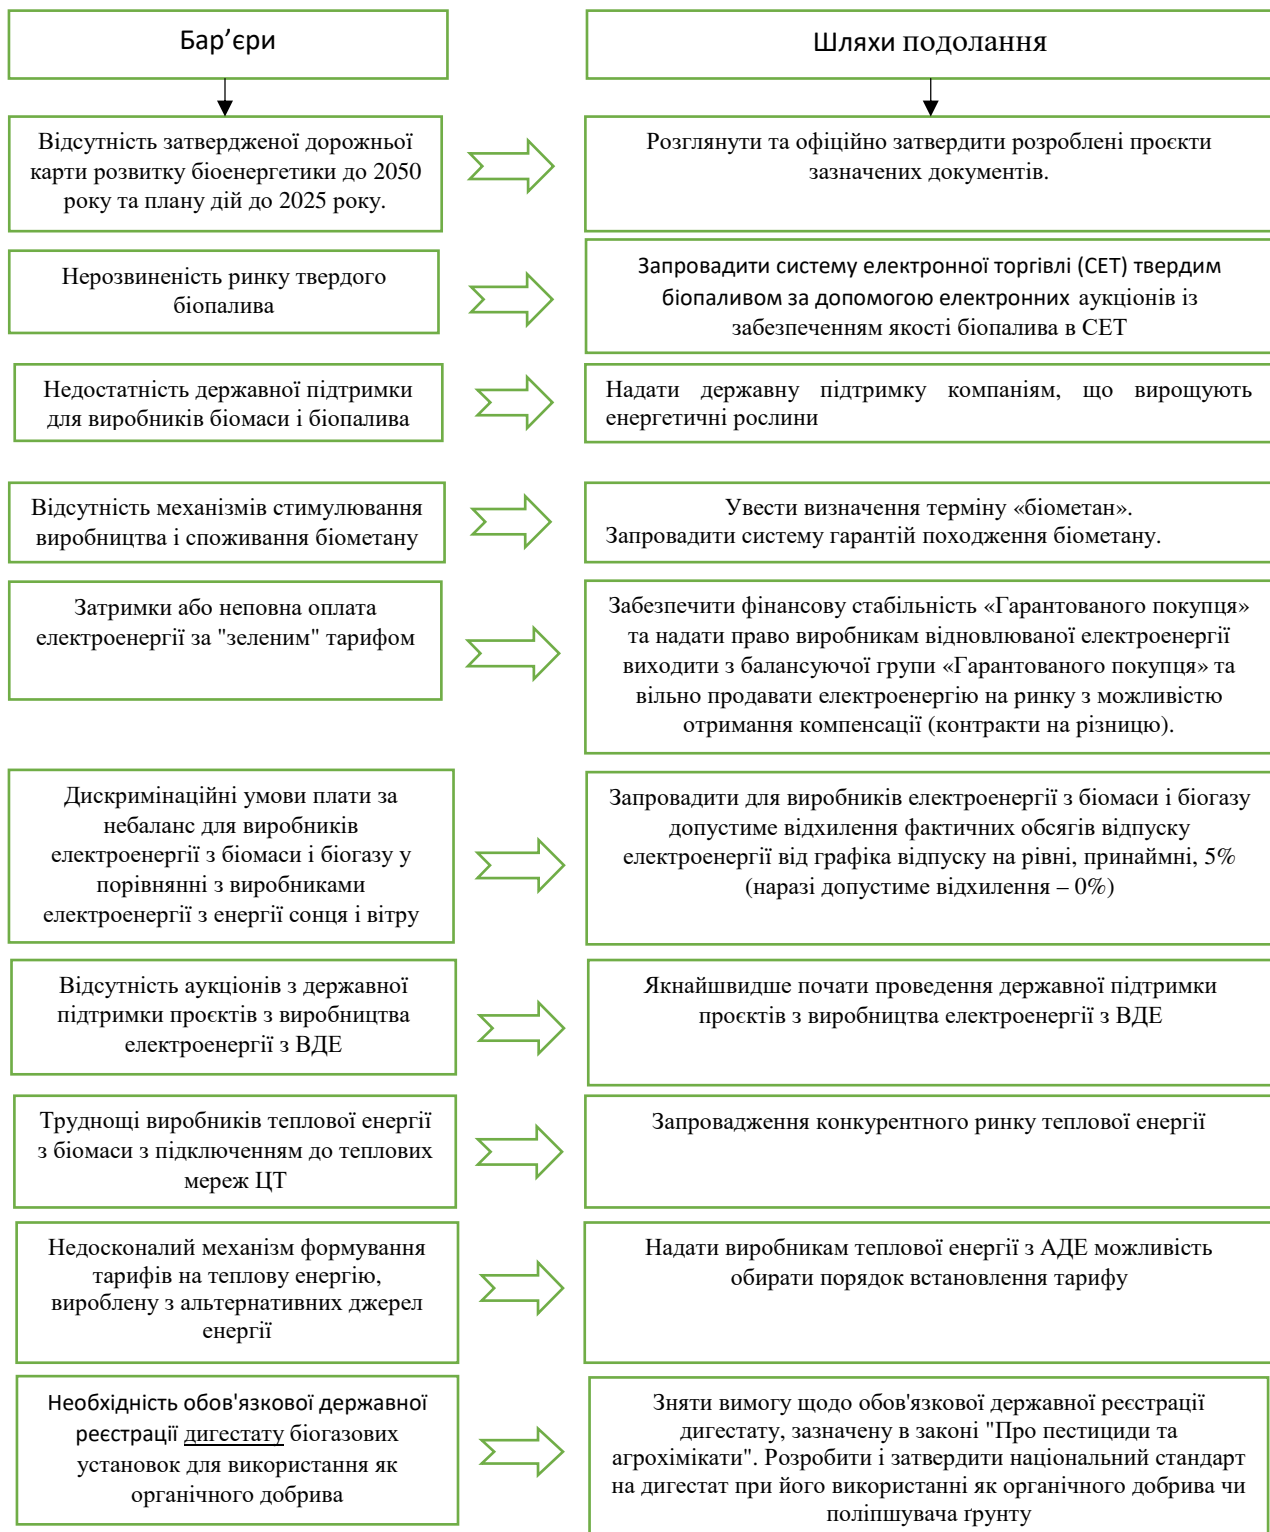 Бар’єри
Шляхи подолання
Відсутність затвердженої дорожньої
карти розвитку біоенергетики до 2050
року та плану дій до 2025 року.
Розглянути та офіційно затвердити розроблені проєкти
зазначених документів.
Нерозвиненість ринку твердого
біопалива
Запровадити систему електронної торгівлі (СЕТ) твердим
біопаливом за допомогою електронних аукціонів із
забезпеченням якості біопалива в СЕТ
Недостатність державної підтримки
для виробників біомаси і біопалива
Надати державну підтримку компаніям, що вирощують
енергетичні рослини
Відсутність механізмів стимулювання
виробництва і споживання біометану
Увести визначення терміну «біометан».
Запровадити систему гарантій походження біометану.
Затримки або неповна оплата
електроенергії за "зеленим" тарифом
Забезпечити фінансову стабільність «Гарантованого покупця»
та надати право виробникам відновлюваної електроенергії
виходити з балансуючої групи «Гарантованого покупця» та
вільно продавати електроенергію на ринку з можливістю
отримання компенсації (контракти на різницю).
Дискримінаційні умови плати за
небаланс для виробників
електроенергії з біомаси і біогазу у
порівнянні з виробниками
електроенергії з енергії сонця і вітру
Запровадити для виробників електроенергії з біомаси і біогазу
допустиме відхилення фактичних обсягів відпуску
електроенергії від графіка відпуску на рівні, принаймні, 5%
(наразі допустиме відхилення – 0%)
Відсутність аукціонів з державної
підтримки проєктів з виробництва
електроенергії з ВДЕ
Якнайшвидше почати проведення державної підтримки
проєктів з виробництва електроенергії з ВДЕ
Труднощі виробників теплової енергії
з біомаси з підключенням до теплових
мереж ЦТ
Запровадження конкурентного ринку теплової енергії
Недосконалий механізм формування
тарифів на теплову енергію,
вироблену з альтернативних джерел
енергії
Надати виробникам теплової енергії з АДЕ можливість
обирати порядок встановлення тарифу
Необхідність обов'язкової державної
реєстрації дигестату біогазових
установок для використання як
органічного добрива
Зняти вимогу щодо обов'язкової державної реєстрації
дигестату, зазначену в законі "Про пестициди та
агрохімікати". Розробити і затвердити національний стандарт
на дигестат при його використанні як органічного добрива чи
поліпшувача ґрунту